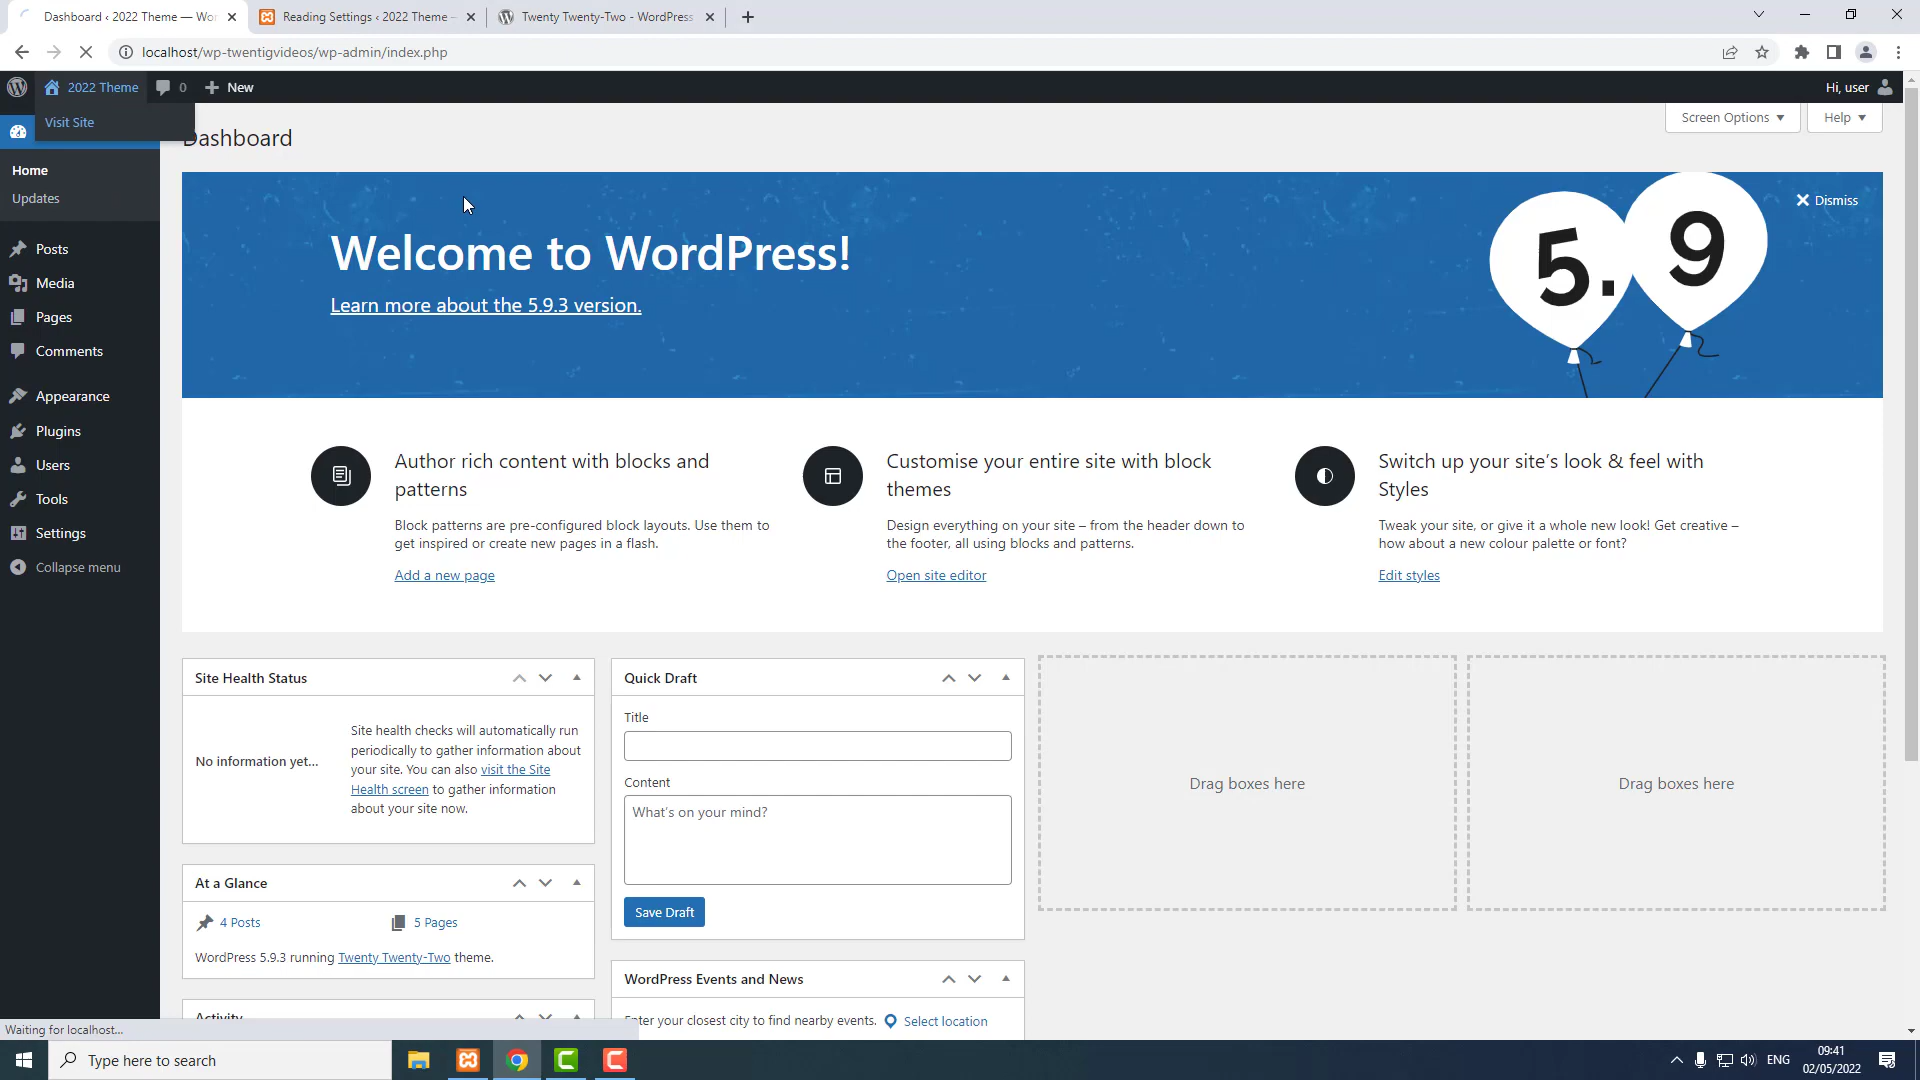 Dashboard ‹ 2022 Theme — Wor
Reading Settings ‹ 2022 Theme —
Twenty Twenty-Two - WordPress
localhost/wp-twentigvideos/wp-admin/index.php
2022 Theme
0
New
Hi, user
Visit Site
Dashboard
Screen Options
Help
Home
Updates
Posts
Media
Pages
Comments
Appearance
Plugins
Users
Tools
Settings
Collapse menu
Welcome to WordPress!
Learn more about the 5.9.3 version.
5.9
Dismiss
Author rich content with blocks and
patterns
Block patterns are pre-configured block layouts. Use them to
get inspired or create new pages in a flash.
Add a new page
Customise your entire site with block
themes
Design everything on your site – from the header down to
the footer, all using blocks and patterns.
Open site editor
Switch up your site’s look & feel with
Styles
Tweak your site, or give it a whole new look! Get creative –
how about a new colour palette or font?
Edit styles
Site Health Status
No information yet…
Site health checks will automatically run
periodically to gather information about
your site. You can also visit the Site
Health screen to gather information
about your site now.
At a Glance
4 Posts
5 Pages
WordPress 5.9.3 running Twenty Twenty-Two theme.
Activity
Quick Draft
Title
Content
What’s on your mind?
Save Draft
WordPress Events and News
Enter your closest city to find nearby events.
Select location
Drag boxes here
Drag boxes here
Waiting for localhost...
Type here to search
ENG
09:41
02/05/2022